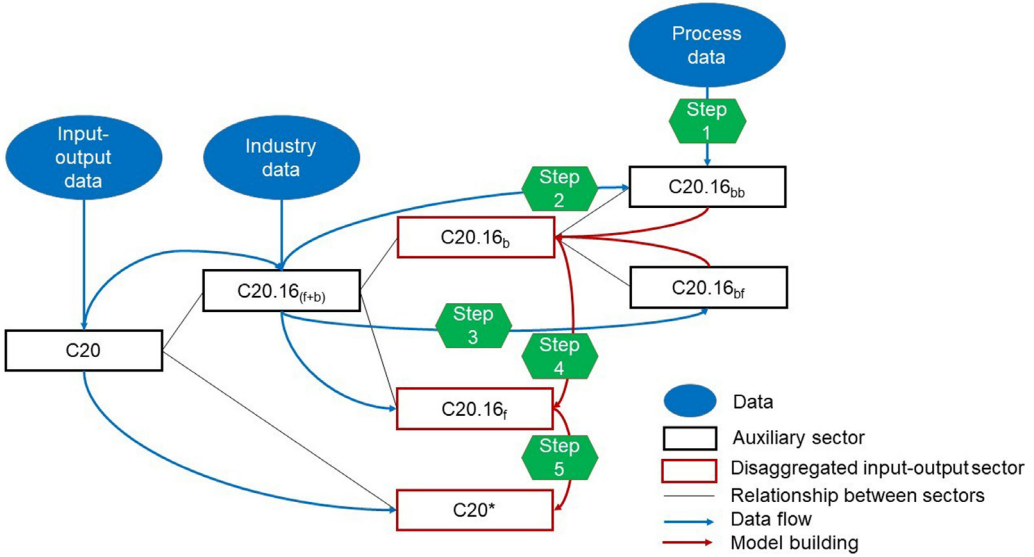 Process
data
Step
1
Input-
output
data
Industry
data
Step
2
C20.16bb
C20.16b
C20.16(f+b)
C20.16bf
Step
3
C20
Step
4
C20.16f
Step
5
C20*
Data
Auxiliary sector
Disaggregated input-output sector
Relationship between sectors
Data flow
Model building